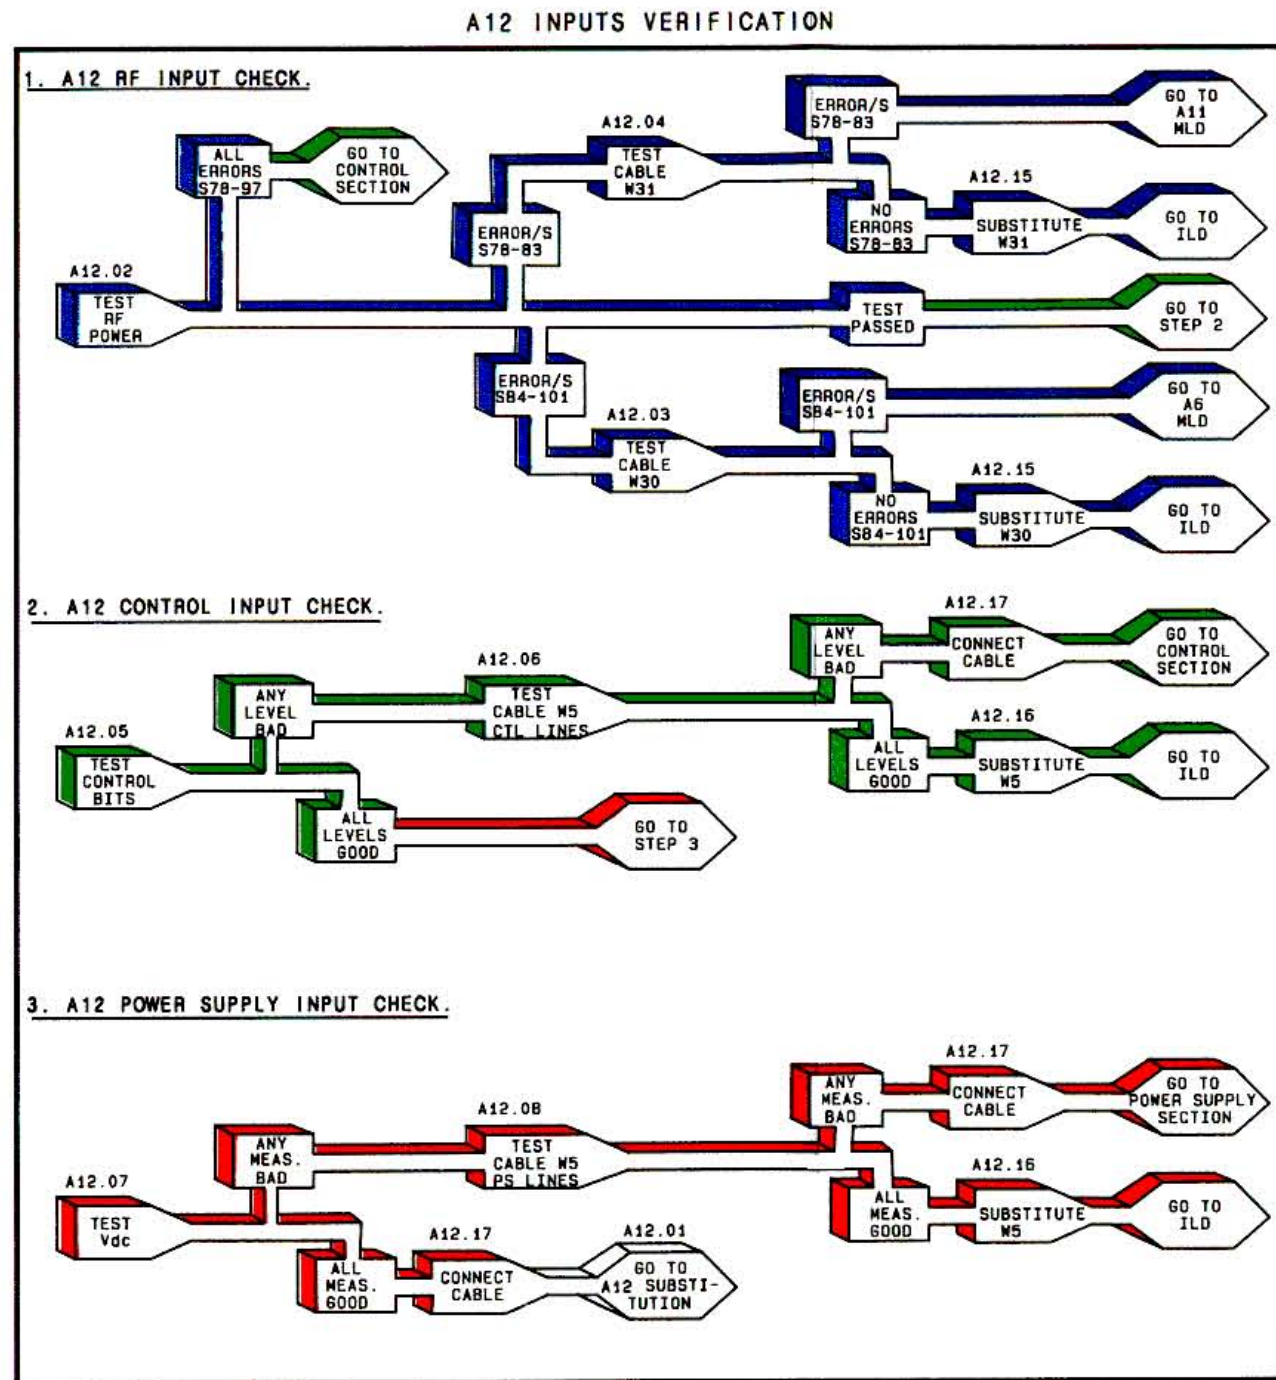 A12 INPUTS VERIFICATION
1. A12 RF INPUT CHECK.
A12.02
TEST
RF
POWER
ALL
ERRORS
S78-97
GO TO
CONTROL
SECTION
ERROR/S
S78-83
A12.04
TEST
CABLE
W31
ERROR/S
S78-83
GO TO
A11
MLD
NO
ERRORS
S78-83
A12.15
SUBSTITUTE
W31
GO TO
ILD
TEST
PASSED
GO TO
STEP 2
ERROR/S
S84-101
A12.03
TEST
CABLE
W30
ERROR/S
S84-101
GO TO
A6
MLD
NO
ERRORS
S84-101
A12.15
SUBSTITUTE
W30
GO TO
ILD
2. A12 CONTROL INPUT CHECK.
A12.05
TEST
CONTROL
BITS
ANY
LEVEL
BAD
A12.06
TEST
CABLE W5
CTL LINES
ANY
LEVEL
BAD
A12.17
CONNECT
CABLE
GO TO
CONTROL
SECTION
ALL
LEVELS
GOOD
A12.16
SUBSTITUTE
W5
GO TO
ILD
ALL
LEVELS
GOOD
GO TO
STEP 3
3. A12 POWER SUPPLY INPUT CHECK.
A12.07
TEST
Vdc
ANY
MEAS.
BAD
A12.08
TEST
CABLE W5
PS LINES
ANY
MEAS.
BAD
A12.17
CONNECT
CABLE
GO TO
POWER SUPPLY
SECTION
ALL
MEAS.
GOOD
A12.16
SUBSTITUTE
W5
GO TO
ILD
ALL
MEAS.
GOOD
A12.17
CONNECT
CABLE
A12.01
GO TO
A12 SUBSTI-
TUTION